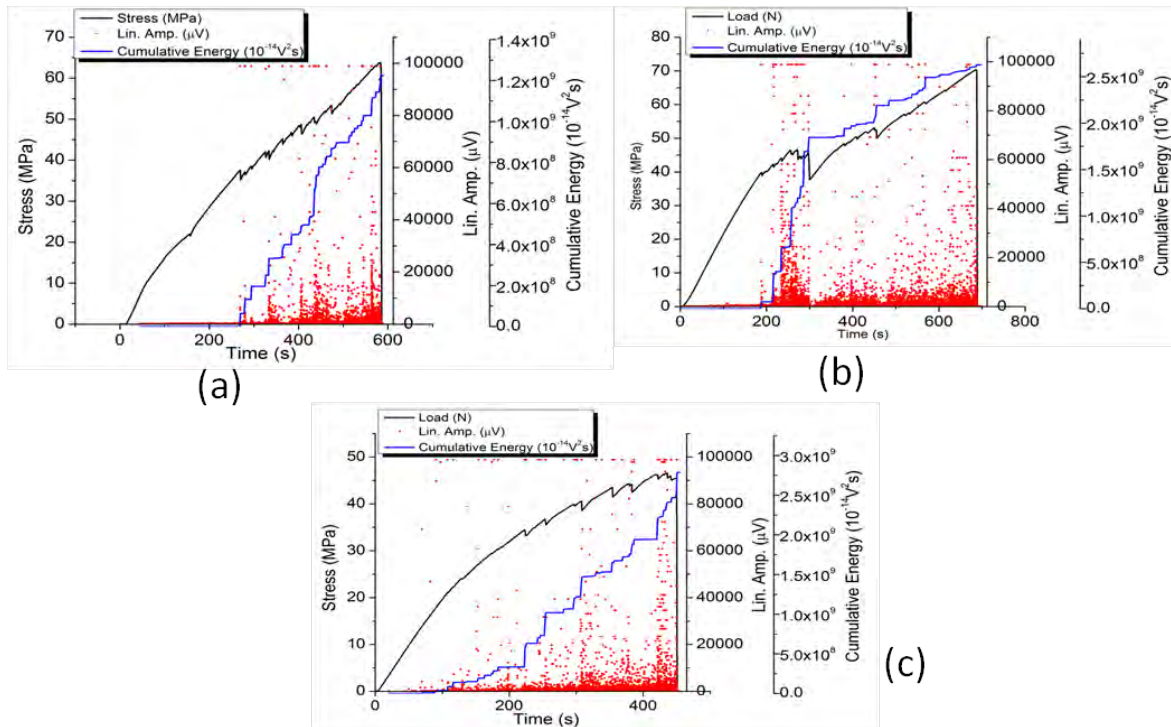 Stress (MPa)
Lin. Amp. (μV)
Cumulative Energy (10⁻¹⁴V²s)
70
60
50
40
30
20
10
0
Stress (MPa)
0
200
400
600
Time (s)
100000
80000
60000
40000
20000
0
Lin. Amp. (μV)
1.4x10⁹
1.2x10⁹
1.0x10⁹
8.0x10⁸
6.0x10⁸
4.0x10⁸
2.0x10⁸
0.0
Cumulative Energy (10⁻¹⁴V²s)
(a)
Load (N)
Lin. Amp. (μV)
Cumulative Energy (10⁻¹⁴V²s)
80
70
60
50
40
30
20
10
0
Stress (MPa)
0
200
400
600
800
Time (s)
100000
80000
60000
40000
20000
0
Lin. Amp. (μV)
2.5x10⁹
2.0x10⁹
1.5x10⁹
1.0x10⁹
5.0x10⁸
0.0
Cumulative Energy (10⁻¹⁴V²s)
(b)
Load (N)
Lin. Amp. (μV)
Cumulative Energy (10⁻¹⁴V²s)
50
40
30
20
10
0
Stress (MPa)
0
200
400
Time (s)
100000
80000
60000
40000
20000
0
Lin. Amp. (μV)
3.0x10⁹
2.5x10⁹
2.0x10⁹
1.5x10⁹
1.0x10⁹
5.0x10⁸
0.0
Cumulative Energy (10⁻¹⁴V²s)
(c)